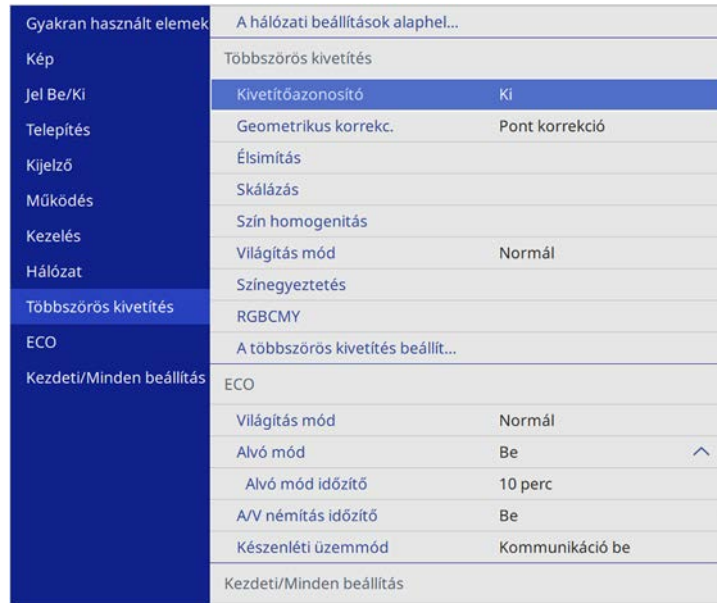 Gyakran használt elemek
Kép
Jel Be/Ki
Telepítés
Kijelző
Működés
Kezelés
Hálózat
Többszörös kivetítés
ECO
Kezdeti/Minden beállítás
A hálózati beállítások alaphel...
Többszörös kivetítés
Kivetítőazonosító Ki
Geometrikus korrekc. Pont korrekció
Élsimítás
Skálázás
Szín homogenitás
Világítás mód Normál
Színegyeztetés
RGBCMY
A többszörös kivetítés beállít...
ECO
Világítás mód Normál
Alvó mód Be
Alvó mód időzítő 10 perc
A/V némítás időzítő Be
Készenléti üzemmód Kommunikáció be
Kezdeti/Minden beállítás